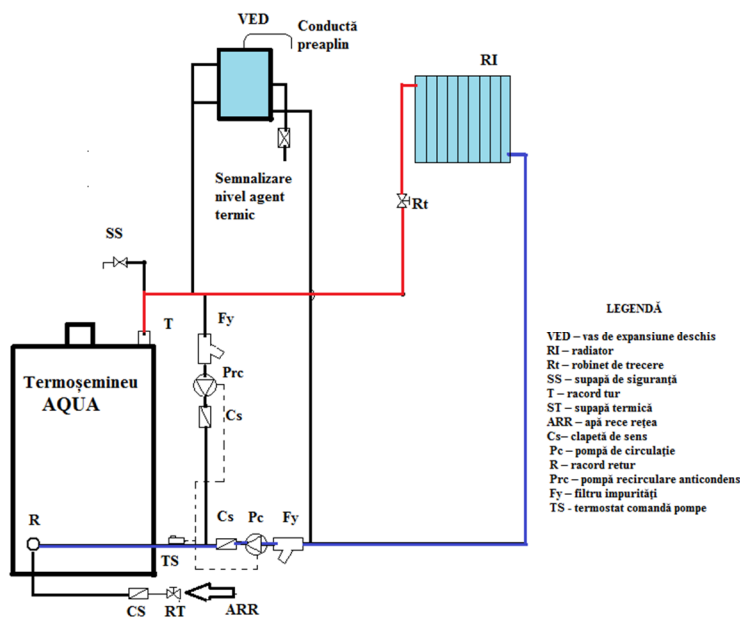 VED
Conductă
preaplin
RI
Semnalizare
nivel agent
termic
Rt
SS
T
Fy
Prc
Cs
Termoșemineu
AQUA
R
TS
Cs
Pc
Fy
CS
RT
ARR
LEGENDĂ
VED – vas de expansiune deschis
RI – radiator
Rt – robinet de trecere
SS – supapă de siguranță
T – racord tur
ST – supapă termică
ARR – apă rece rețea
Cs– clapetă de sens
Pc – pompă de circulație
R – racord retur
Prc – pompă recirculare anticondens
Fy – filtru impurități
TS - termostat comandă pompe